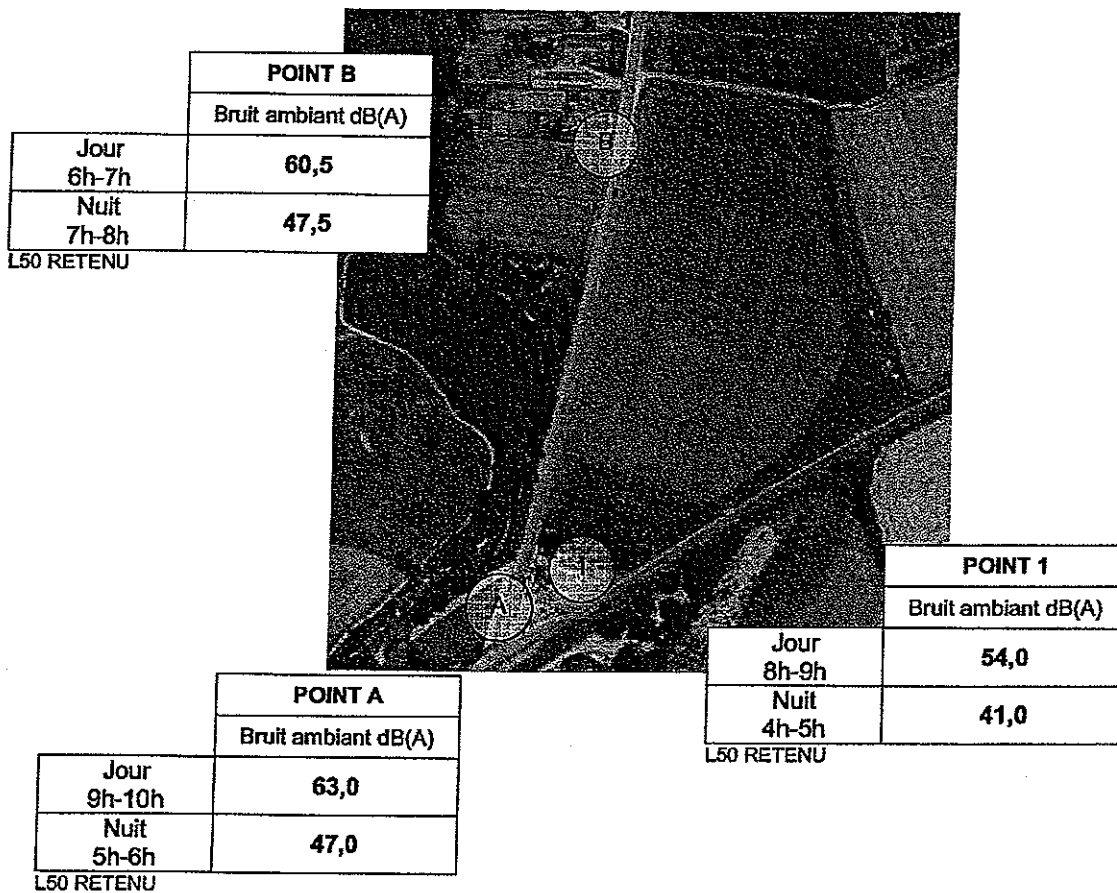 POINT B
Bruit ambiant dB(A)
Jour
6h-7h
60,5
Nuit
7h-8h
47,5
L50 RETENU
B
1
A
POINT 1
Bruit ambiant dB(A)
Jour
8h-9h
54,0
Nuit
4h-5h
41,0
L50 RETENU
POINT A
Bruit ambiant dB(A)
Jour
9h-10h
63,0
Nuit
5h-6h
47,0
L50 RETENU